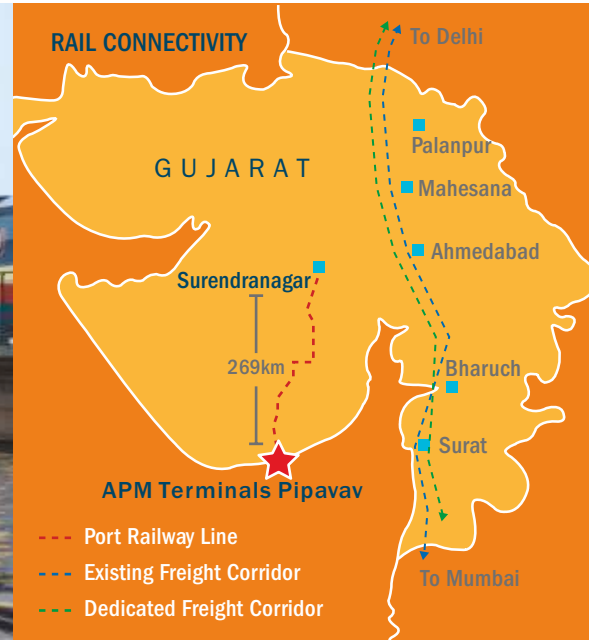 RAIL CONNECTIVITY
To Delhi
Palanpur
GUJARAT
Mahesana
Ahmedabad
Surendranagar
269km
Bharuch
Surat
APM Terminals Pipavav
Port Railway Line
Existing Freight Corridor
To Mumbai
Dedicated Freight Corridor